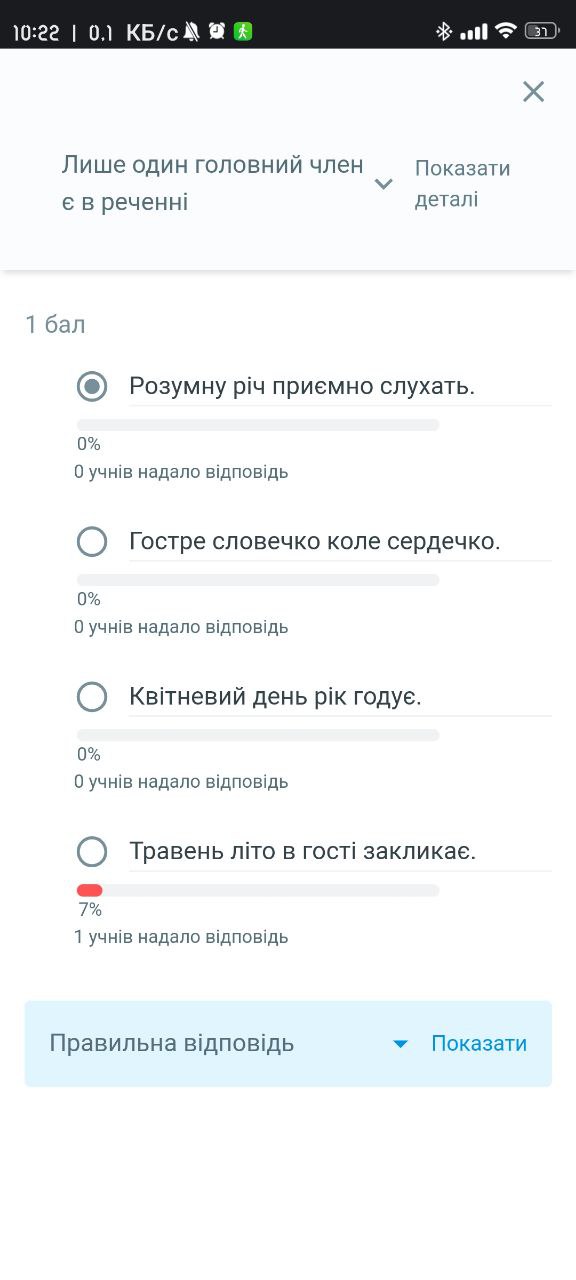 10:22 | 0.1 КБ/с 37
Лише один головний член
є в реченні
Показати
деталі
1 бал
Розумну річ приємно слухать.
0%
0 учнів надало відповідь
Гостре словечко коле сердечко.
0%
0 учнів надало відповідь
Квітневий день рік годує.
0%
0 учнів надало відповідь
Травень літо в гості закликає.
7%
1 учнів надало відповідь
Правильна відповідь Показати